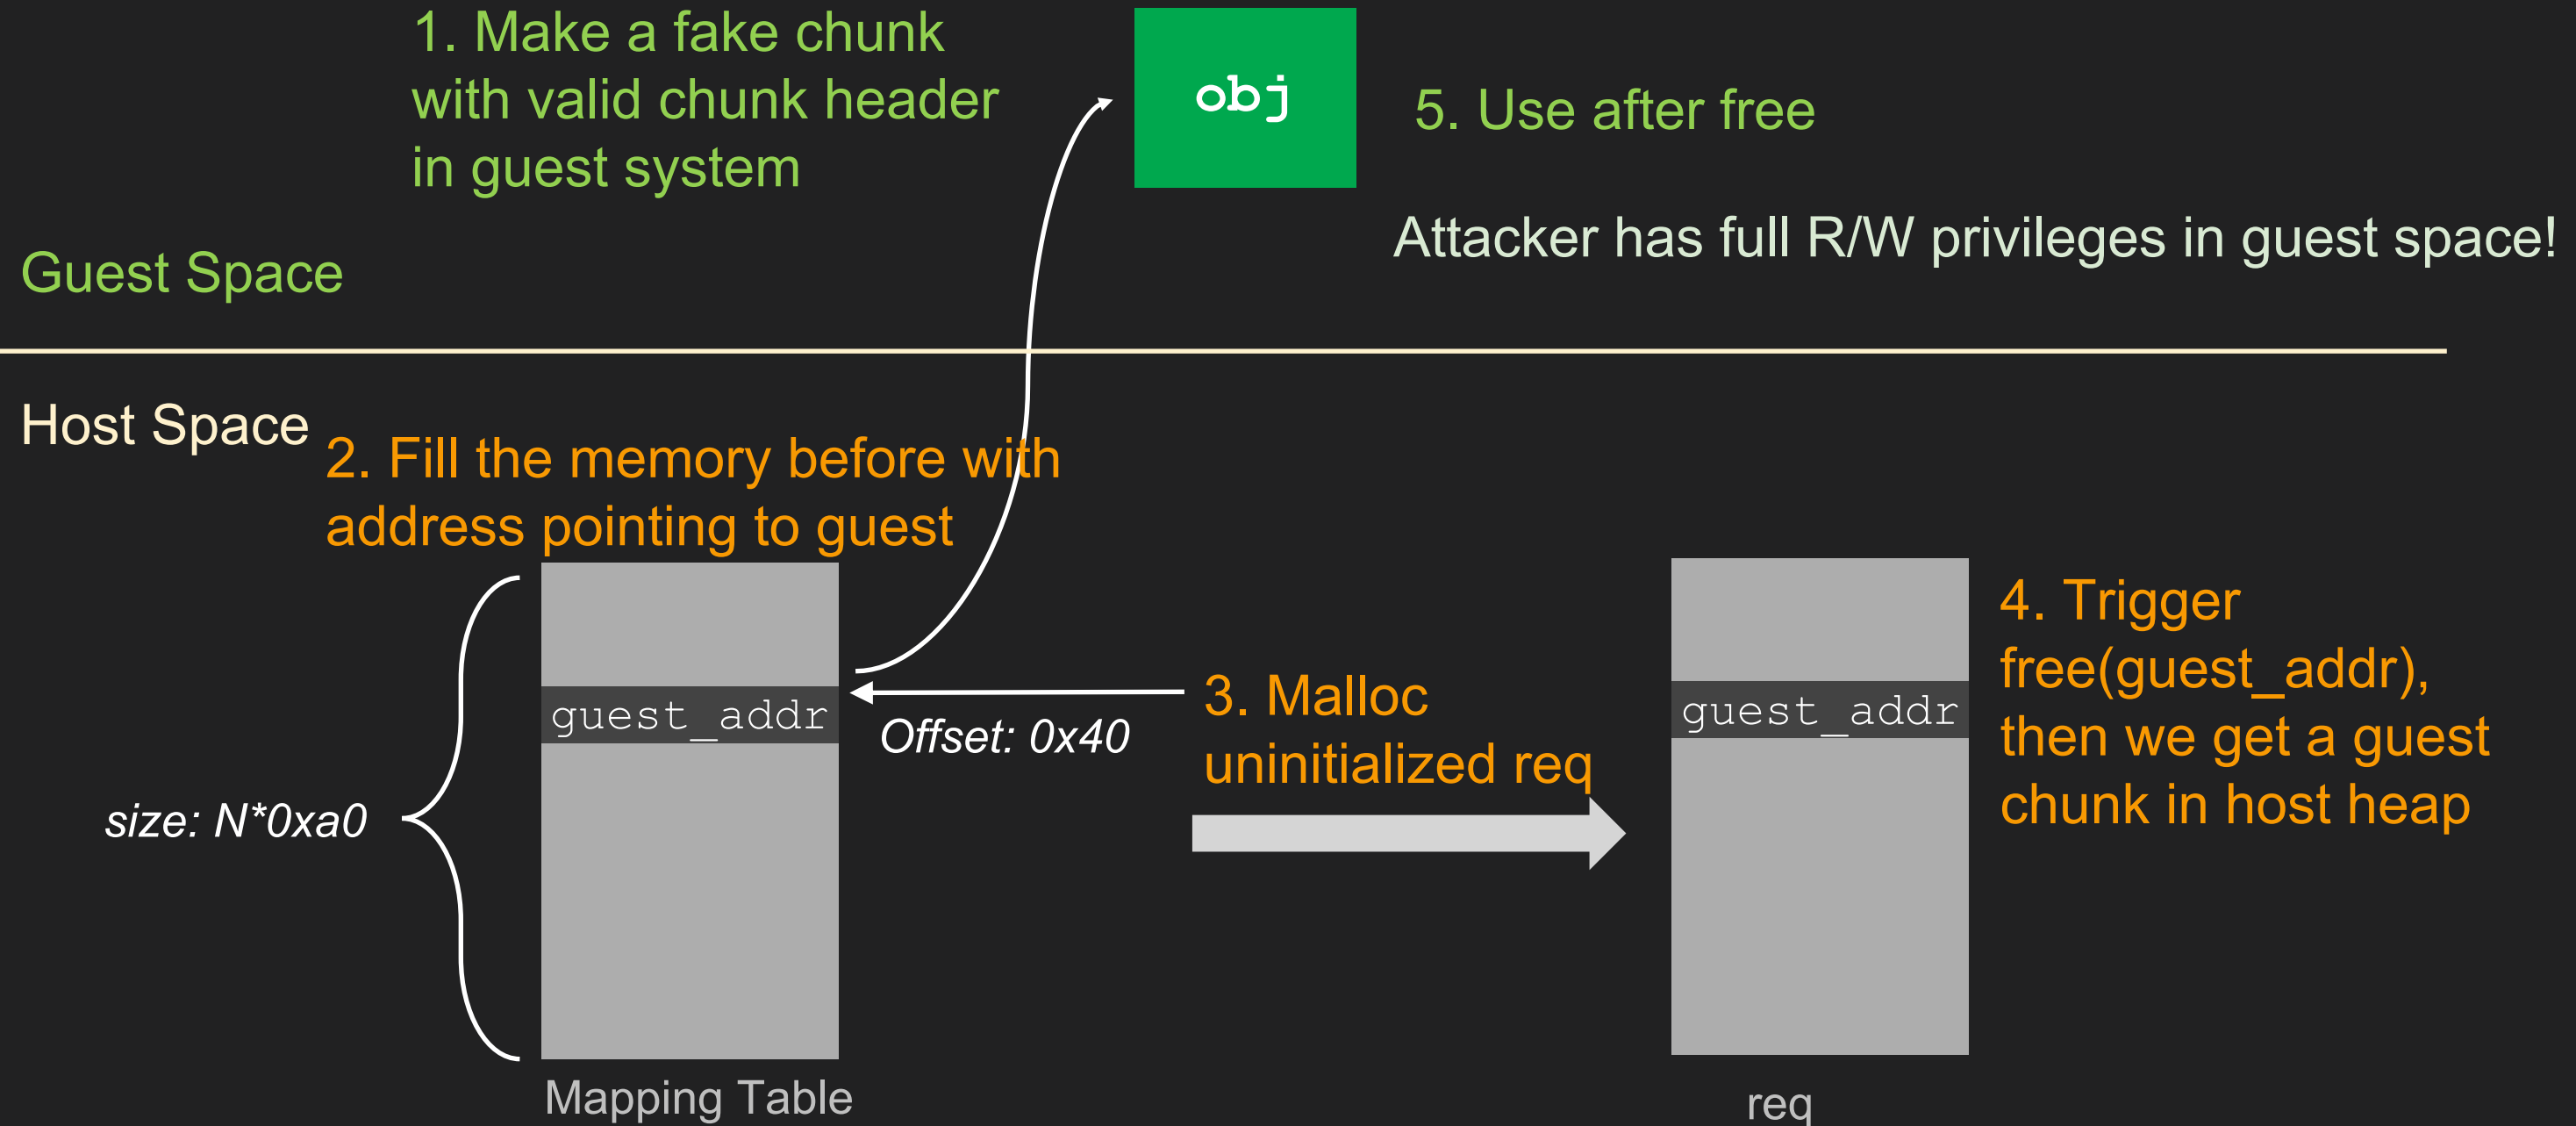 1. Make a fake chunk
with valid chunk header
in guest system
obj
5. Use after free
Attacker has full R/W privileges in guest space!
Guest Space
Host Space
2. Fill the memory before with
address pointing to guest
guest_addr
Offset: 0x40
size: N*0xa0
Mapping Table
3. Malloc
uninitialized req
guest_addr
req
4. Trigger
free(guest_addr),
then we get a guest
chunk in host heap